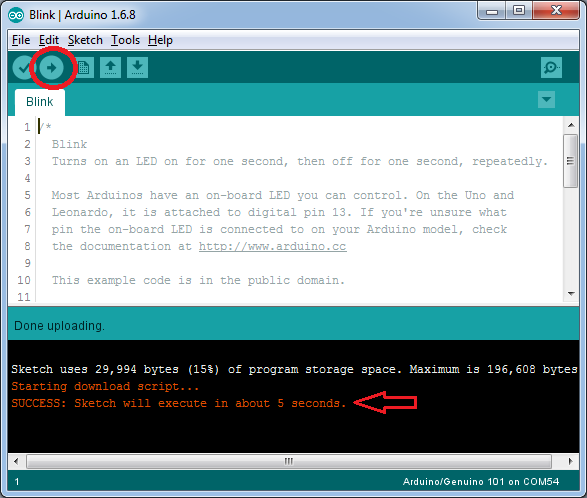 Blink | Arduino 1.6.8
File Edit Sketch Tools Help
Blink
1 /*
2 Blink
3 Turns on an LED on for one second, then off for one second, repeatedly.
4
5 Most Arduinos have an on-board LED you can control. On the Uno and
6 Leonardo, it is attached to digital pin 13. If you're unsure what
7 pin the on-board LED is connected to on your Arduino model, check
8 the documentation at http://www.arduino.cc
9
10 This example code is in the public domain.
11
Done uploading.
Sketch uses 29,994 bytes (15%) of program storage space. Maximum is 196,608 bytes
Starting download script...
SUCCESS: Sketch will execute in about 5 seconds.
1 Arduino/Genuino 101 on COM54